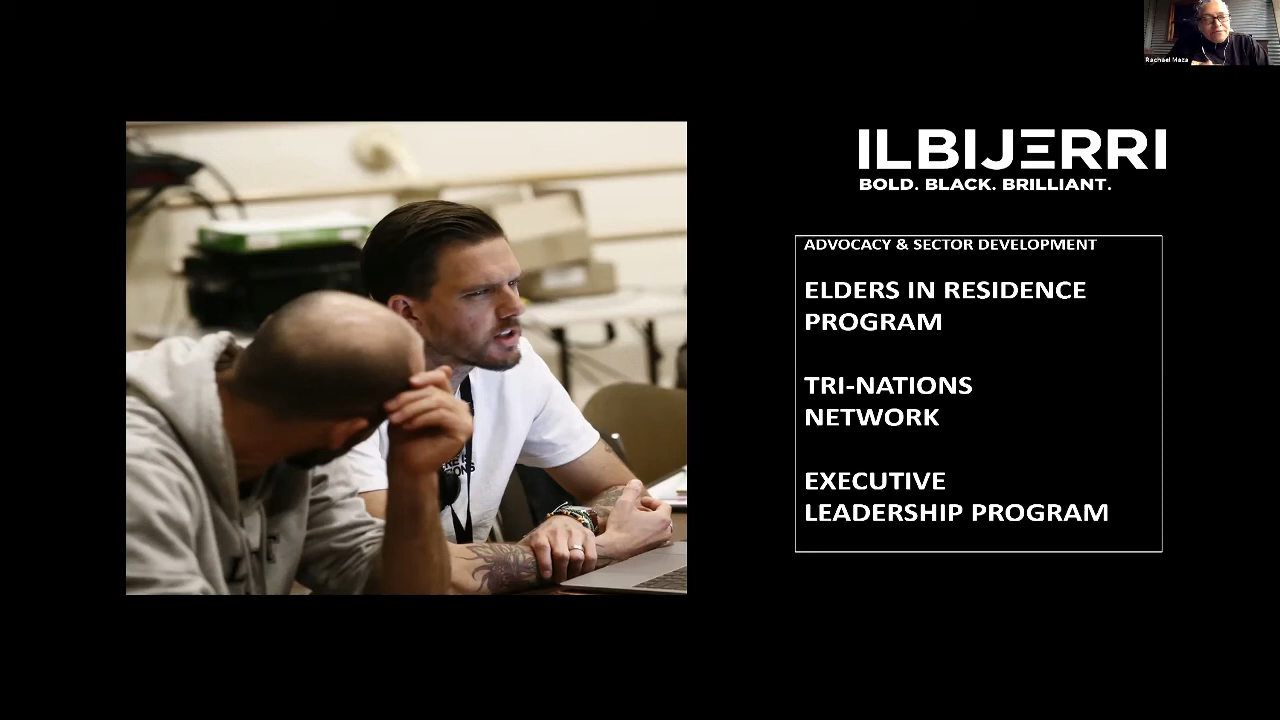 Rachael Maza
ILBIJERRI
BOLD. BLACK. BRILLIANT.
ADVOCACY & SECTOR DEVELOPMENT
ELDERS IN RESIDENCE
PROGRAM
TRI-NATIONS
NETWORK
EXECUTIVE
LEADERSHIP PROGRAM